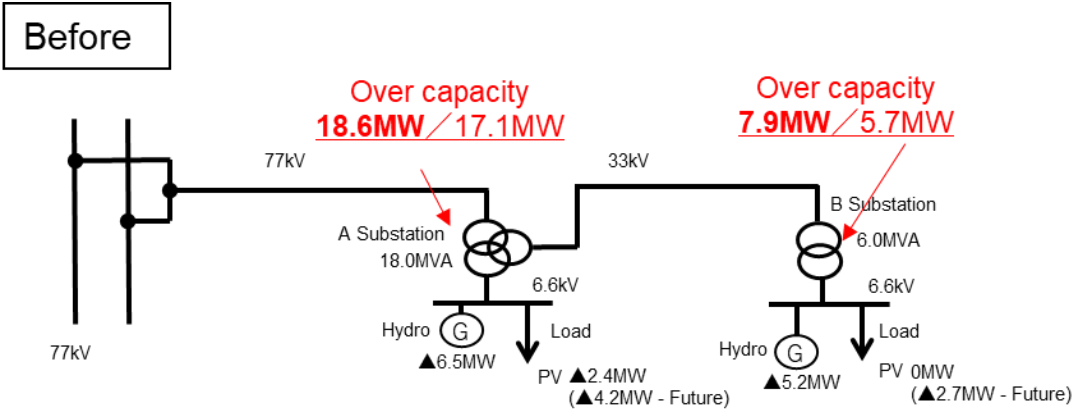 Before
Over capacity
18.6MW／17.1MW
Over capacity
7.9MW／5.7MW
77kV
33kV
A Substation
18.0MVA
B Substation
6.0MVA
6.6kV
6.6kV
Hydro
G
Load
▲6.5MW
PV ▲2.4MW
(▲4.2MW - Future)
Hydro
G
Load
▲5.2MW
PV 0MW
(▲2.7MW - Future)
77kV